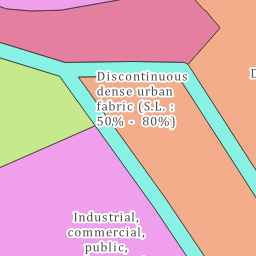 Discontinuous
dense urban
fabric (S.L. :
50% - 80%)
D
Industrial,
commercial,
public,